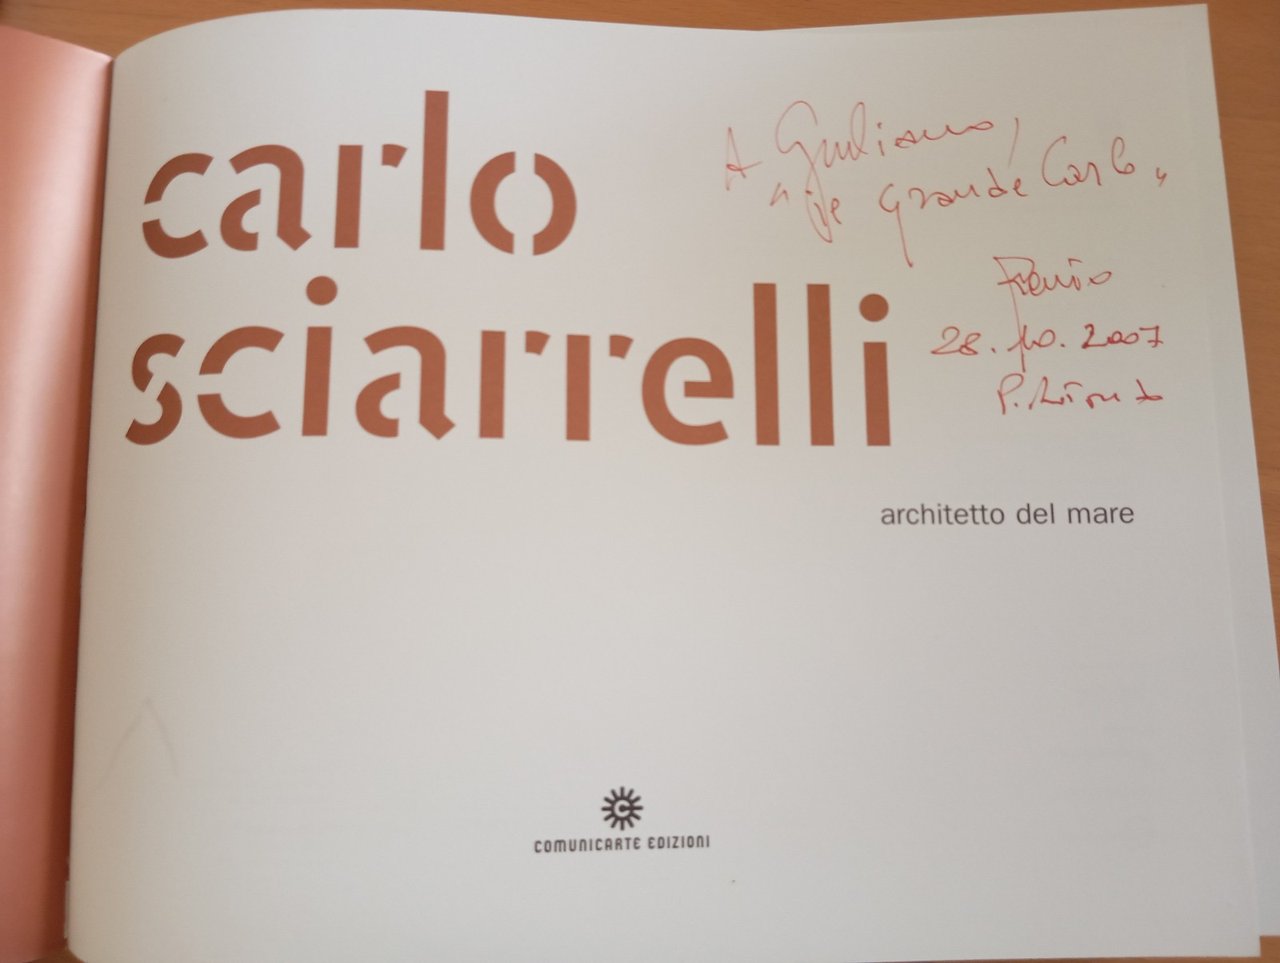 carlo
sciarrelli
A Giuliano,
" Grande Carlo "
28.10.2007
architetto del mare
COMUNICARTE EDIZIONI